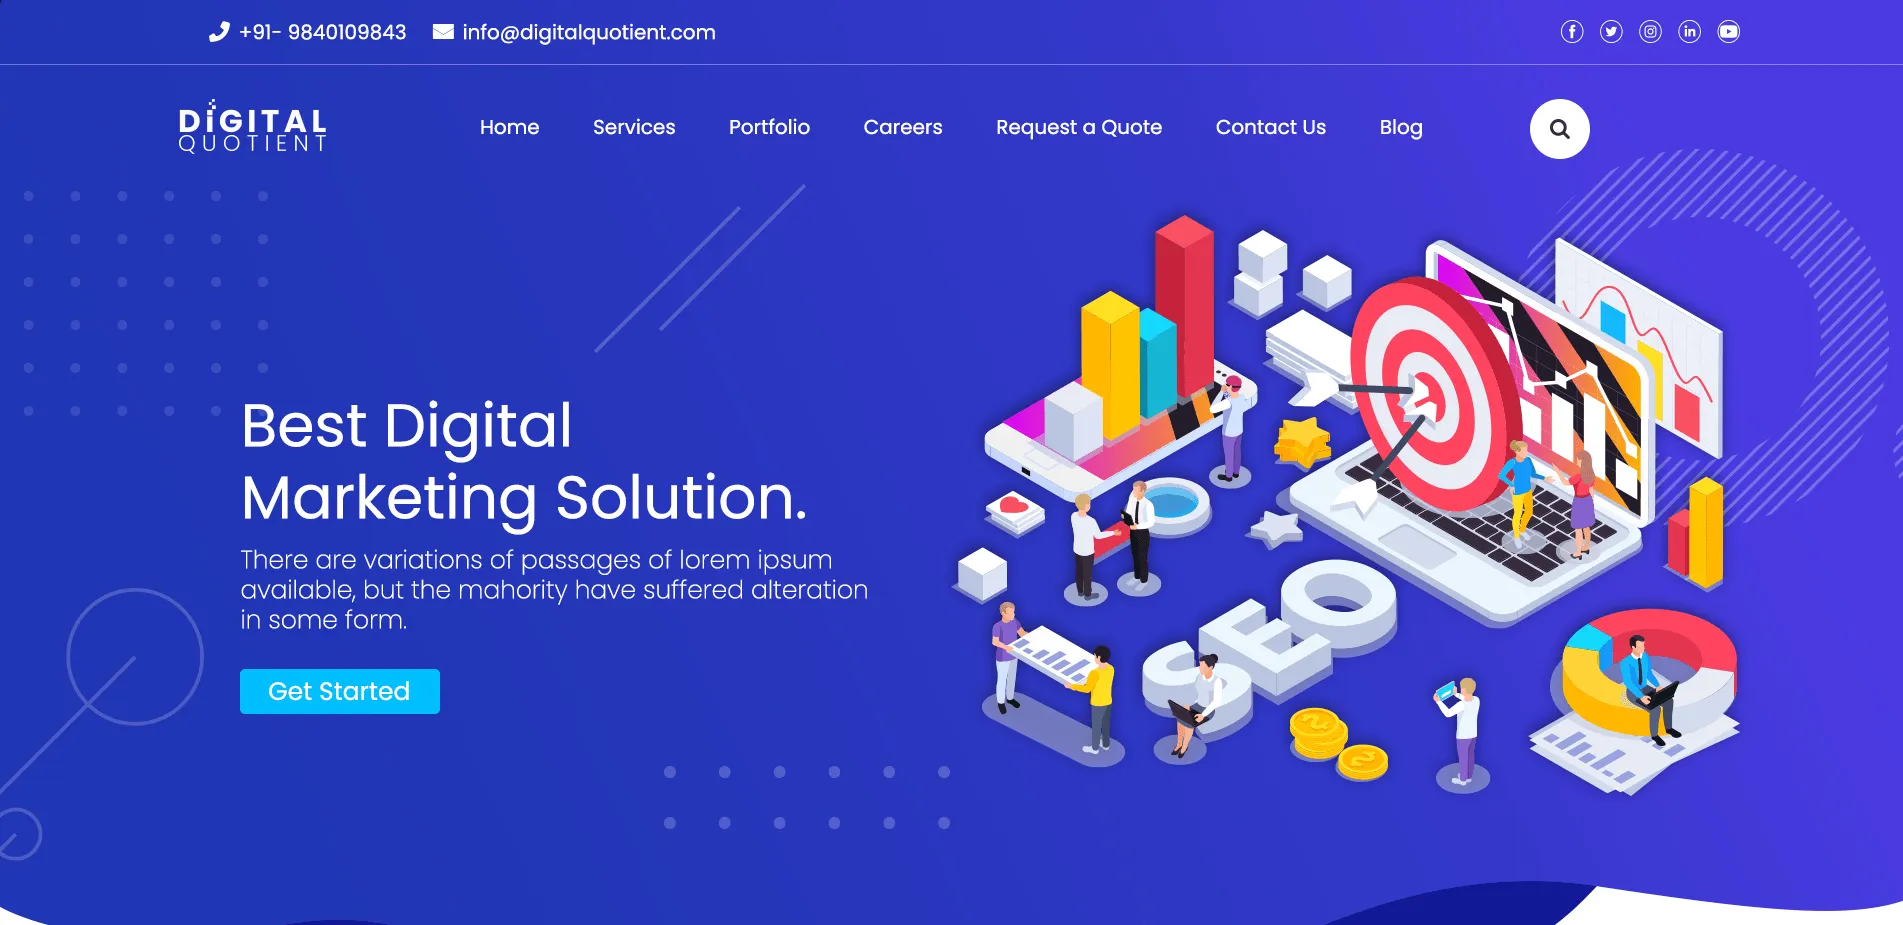 +91- 9840109843 info@digitalquotient.com
DiGITAL
QUOTIENT
Home Services Portfolio Careers Request a Quote Contact Us Blog
Best Digital
Marketing Solution.
There are variations of passages of lorem ipsum
available, but the mahority have suffered alteration
in some form.
Get Started
SEO